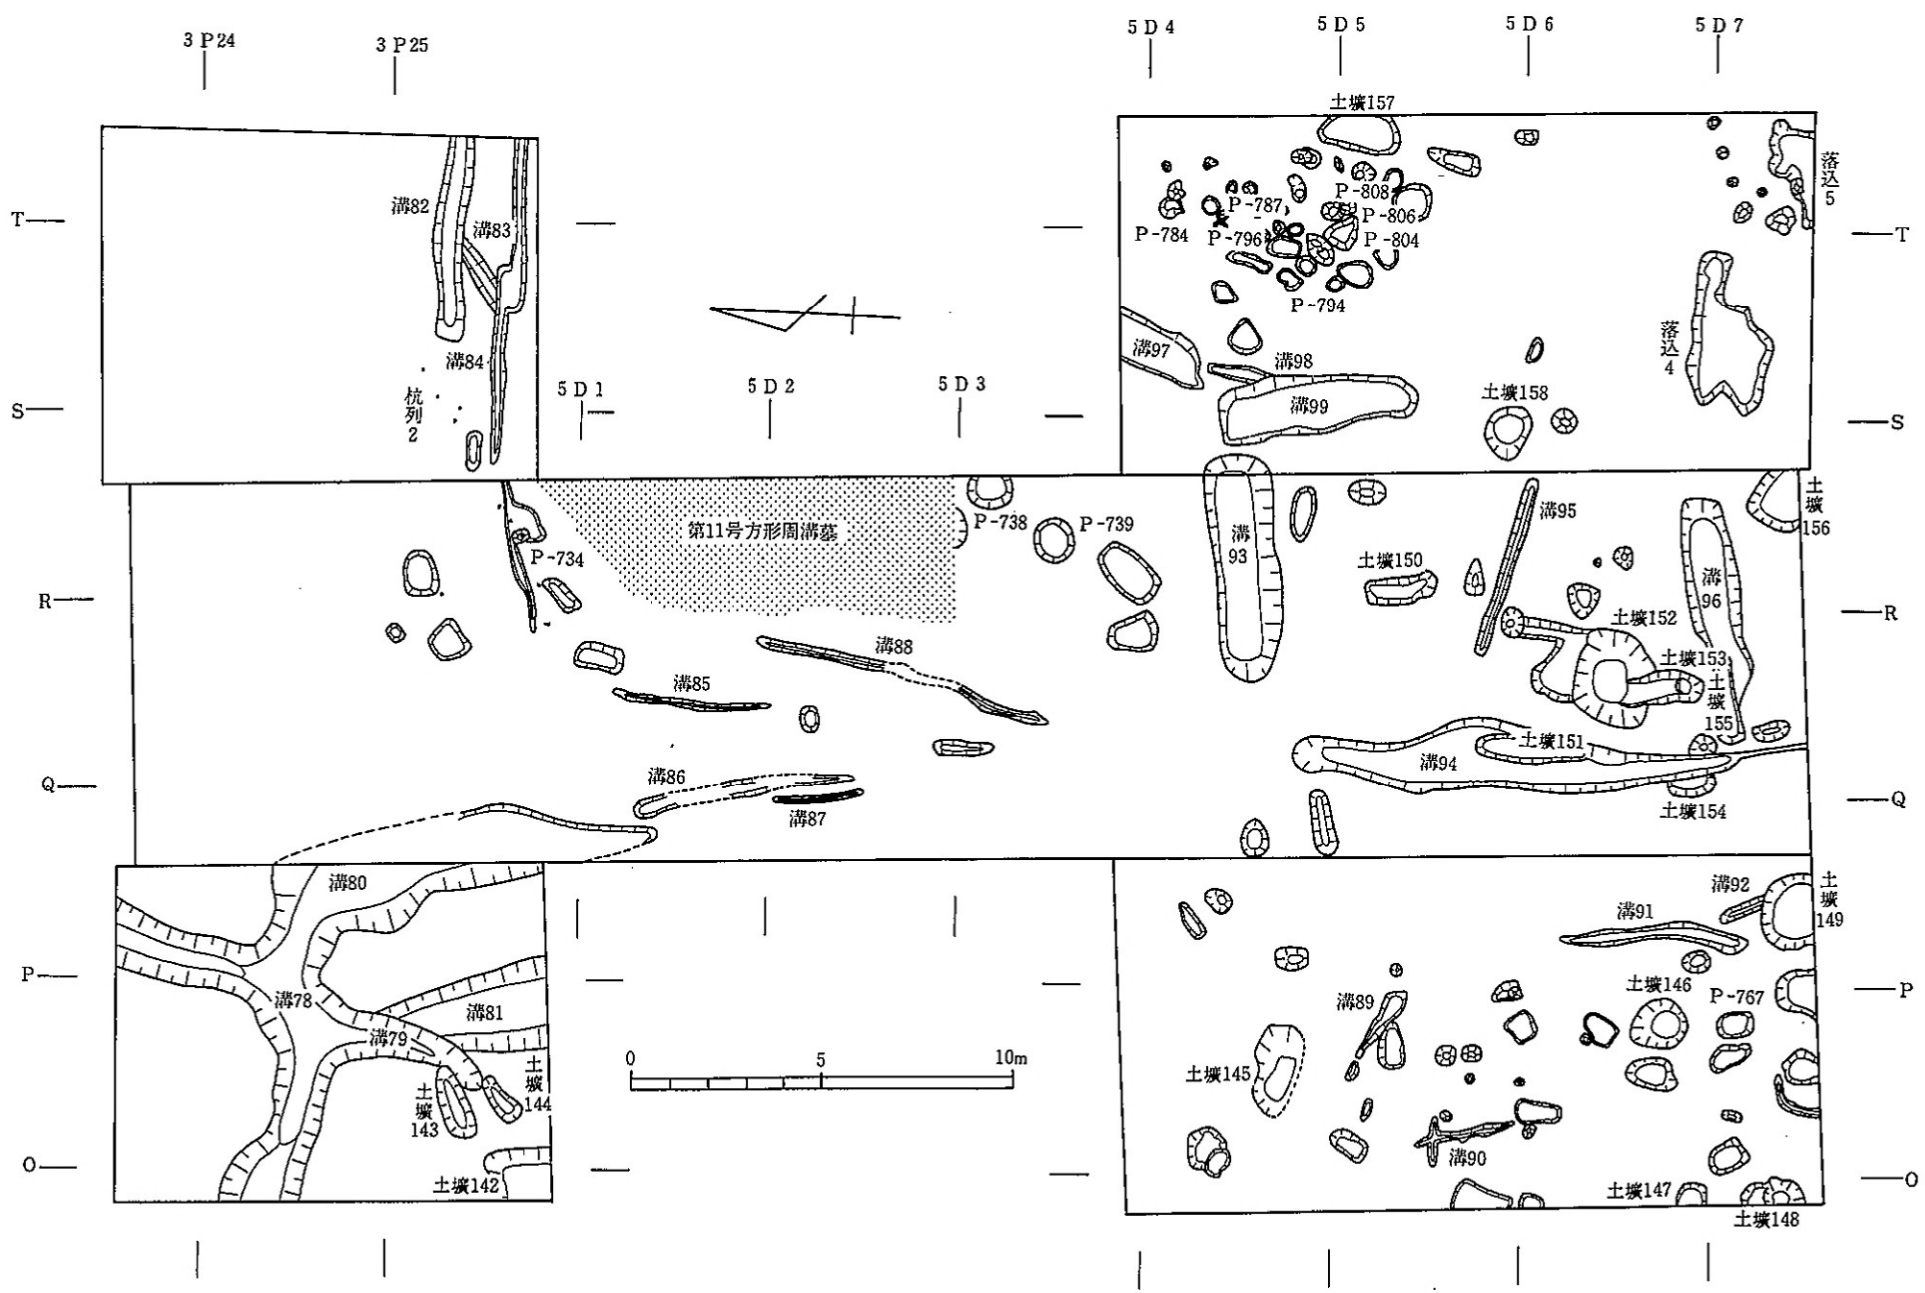 3 P 24
3 P 25
5 D 4
5 D 5
5 D 6
5 D 7
土壙157
溝82
溝83
T
溝84
杭列2
S
5 D 1
5 D 2
5 D 3
P-808
P-787
P-806
P-784
P-796
P-804
P-794
落込5
T
溝97
溝98
溝99
土壙158
落込4
S
第11号方形周溝墓
P-734
P-738
P-739
溝93
土壙150
溝95
溝96
土壙156
R
R
溝88
溝85
土壙152
土壙153
土壙155
土壙151
溝94
溝86
溝87
Q
土壙154
Q
溝80
溝92
土壙149
溝91
P
溝78
溝81
溝79
溝89
土壙146
P-767
P
土壙144
土壙143
0
5
10m
土壙145
溝90
O
土壙142
土壙147
O
土壙148